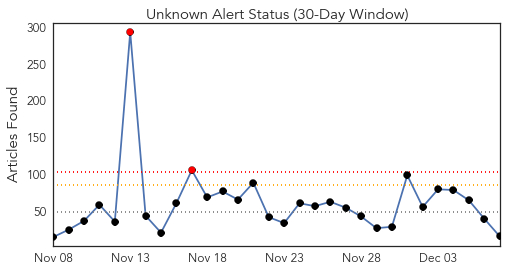 Unknown Alert Status (30-Day Window)
Articles Found
300
250
200
150
100
50
Nov 08
Nov 13
Nov 18
Nov 23
Nov 28
Dec 03